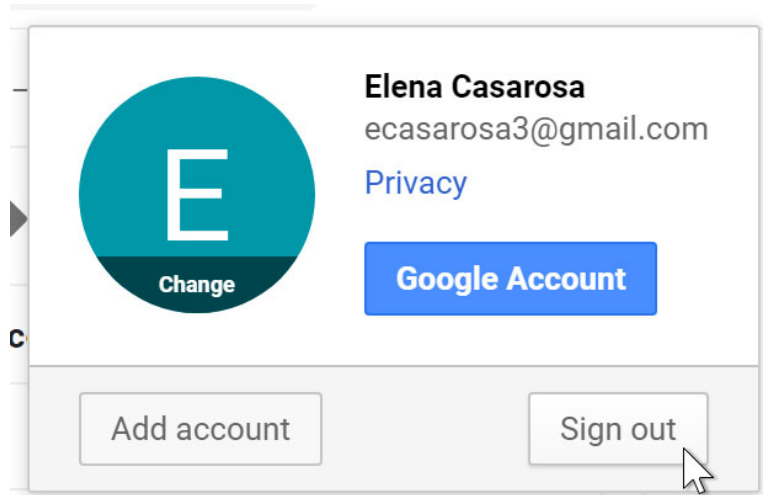 E
Change
Elena Casarosa
ecasarosa3@gmail.com
Privacy
Google Account
Add account
Sign out